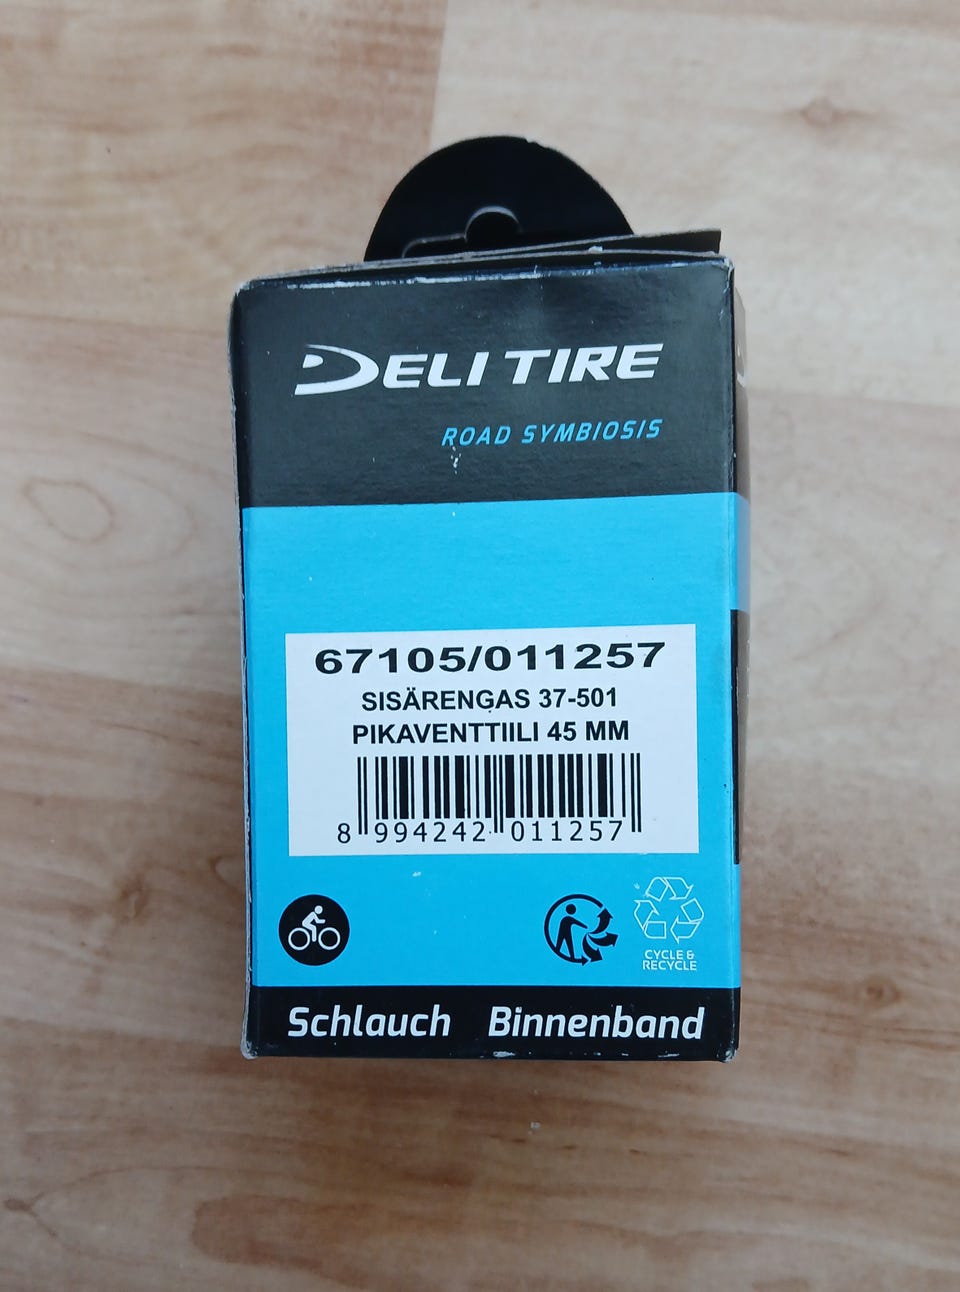 DELI TIRE
ROAD SYMBIOSIS
67105/011257
SISÄRENGAS 37-501
PIKAVENTTIILI 45 MM
8 994242 011257
CYCLE &
RECYCLE
Schlauch Binnenband